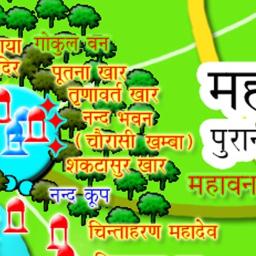 गोकुल वन
पूतना खार
तृणावर्त खार
नन्द भवन
( चौरासी खम्बा )
शकटासुर खार
नन्द कूप
चिन्ताहरण महादेव
महावन